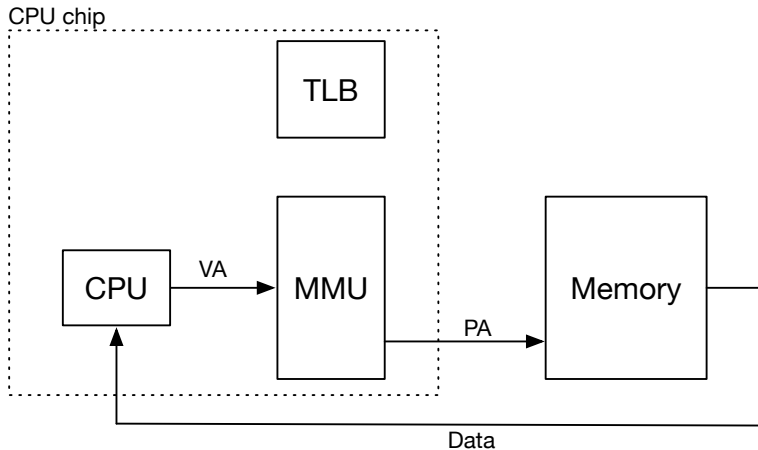 CPU chip
TLB
CPU
VA
MMU
PA
Memory
Data